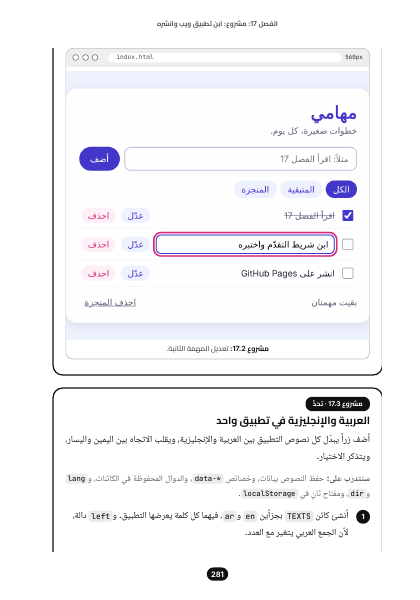 الفصل 17: مشروع: ابن تطبيق ويب وانشره
index.html
560px
مهامي
خطوات صغيرة، كل يوم.
مثلاً: اقرأ الفصل 17
أضف
الكل
المتبقية
المنجزة
اقرأ الفصل 17
عدّل
احذف
ابن شريط التقدّم واختبره
عدّل
احذف
انشر على GitHub Pages
عدّل
احذف
بقيت مهمتان
احذف المنجزة
مشروع 17.2: تعديل المهمة الثانية.
مشروع 17.3 · تحدٍّ
العربية والإنجليزية في تطبيق واحد
أضف زراً يبدّل كل نصوص التطبيق بين العربية والإنجليزية، ويقلب الاتجاه بين اليمين واليسار،
ويتذكر الاختيار.
ستتدرب على: حفظ النصوص بيانات، وخصائص data-*، والدوال المحفوظة في الكائنات، و lang
و dir، ومفتاح ثانٍ في localStorage.
1 أنشئ كائن TEXTS بجزأين en و ar، فيهما كل كلمة يعرضها التطبيق. و left دالة،
لأن الجمع العربي يتغير مع العدد.
281